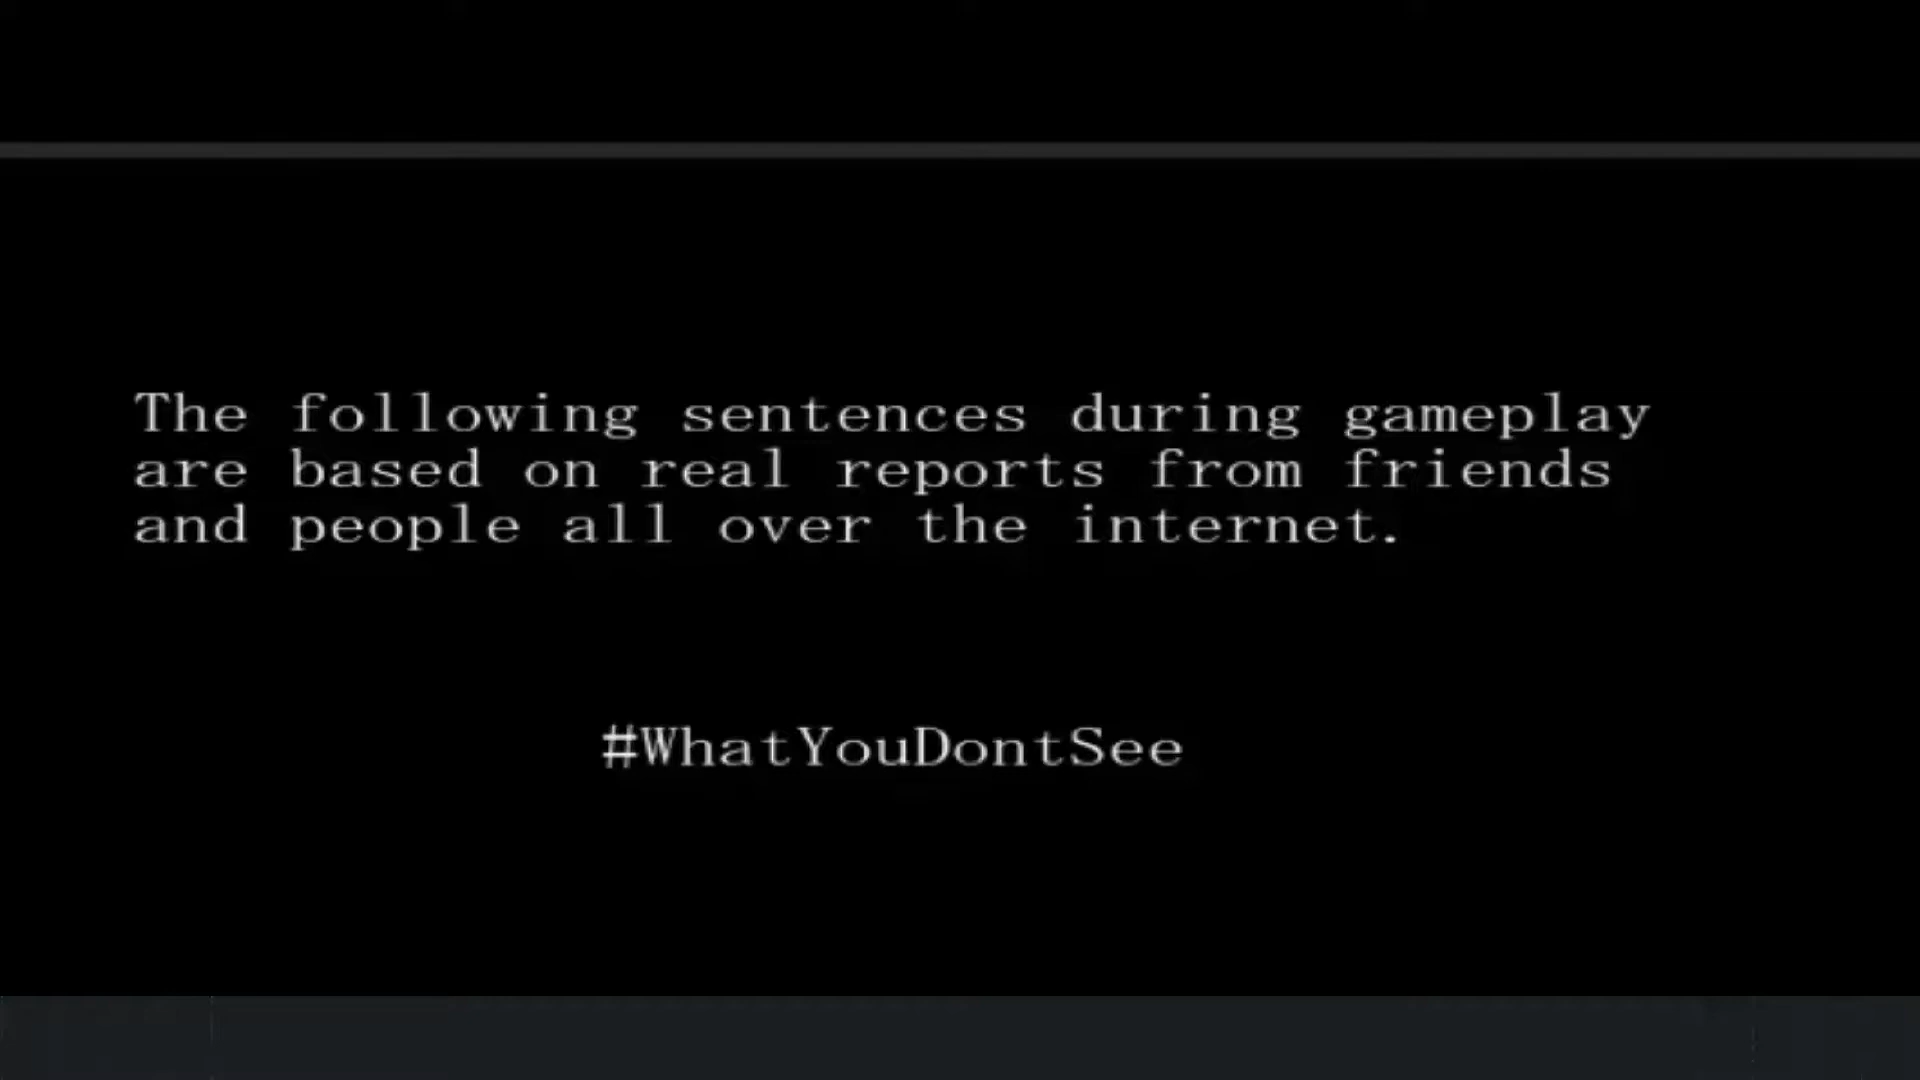 The following sentences during gameplay
are based on real reports from friends
and people all over the internet.
#WhatYouDontSee